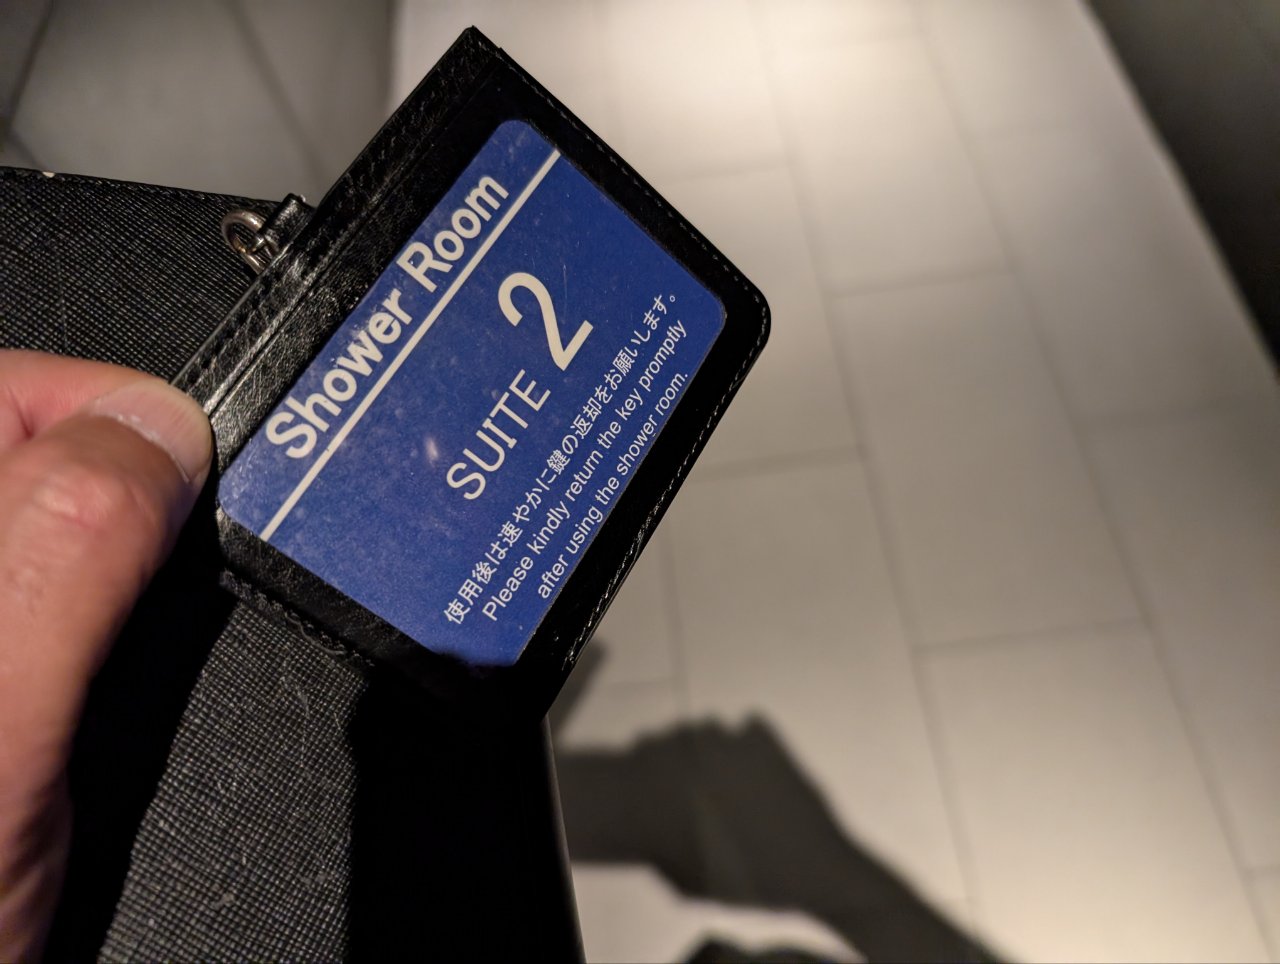 Shower Room
SUITE 2
使用後は速やかに鍵の返却をお願いします。
Please kindly return the key promptly
after using the shower room.